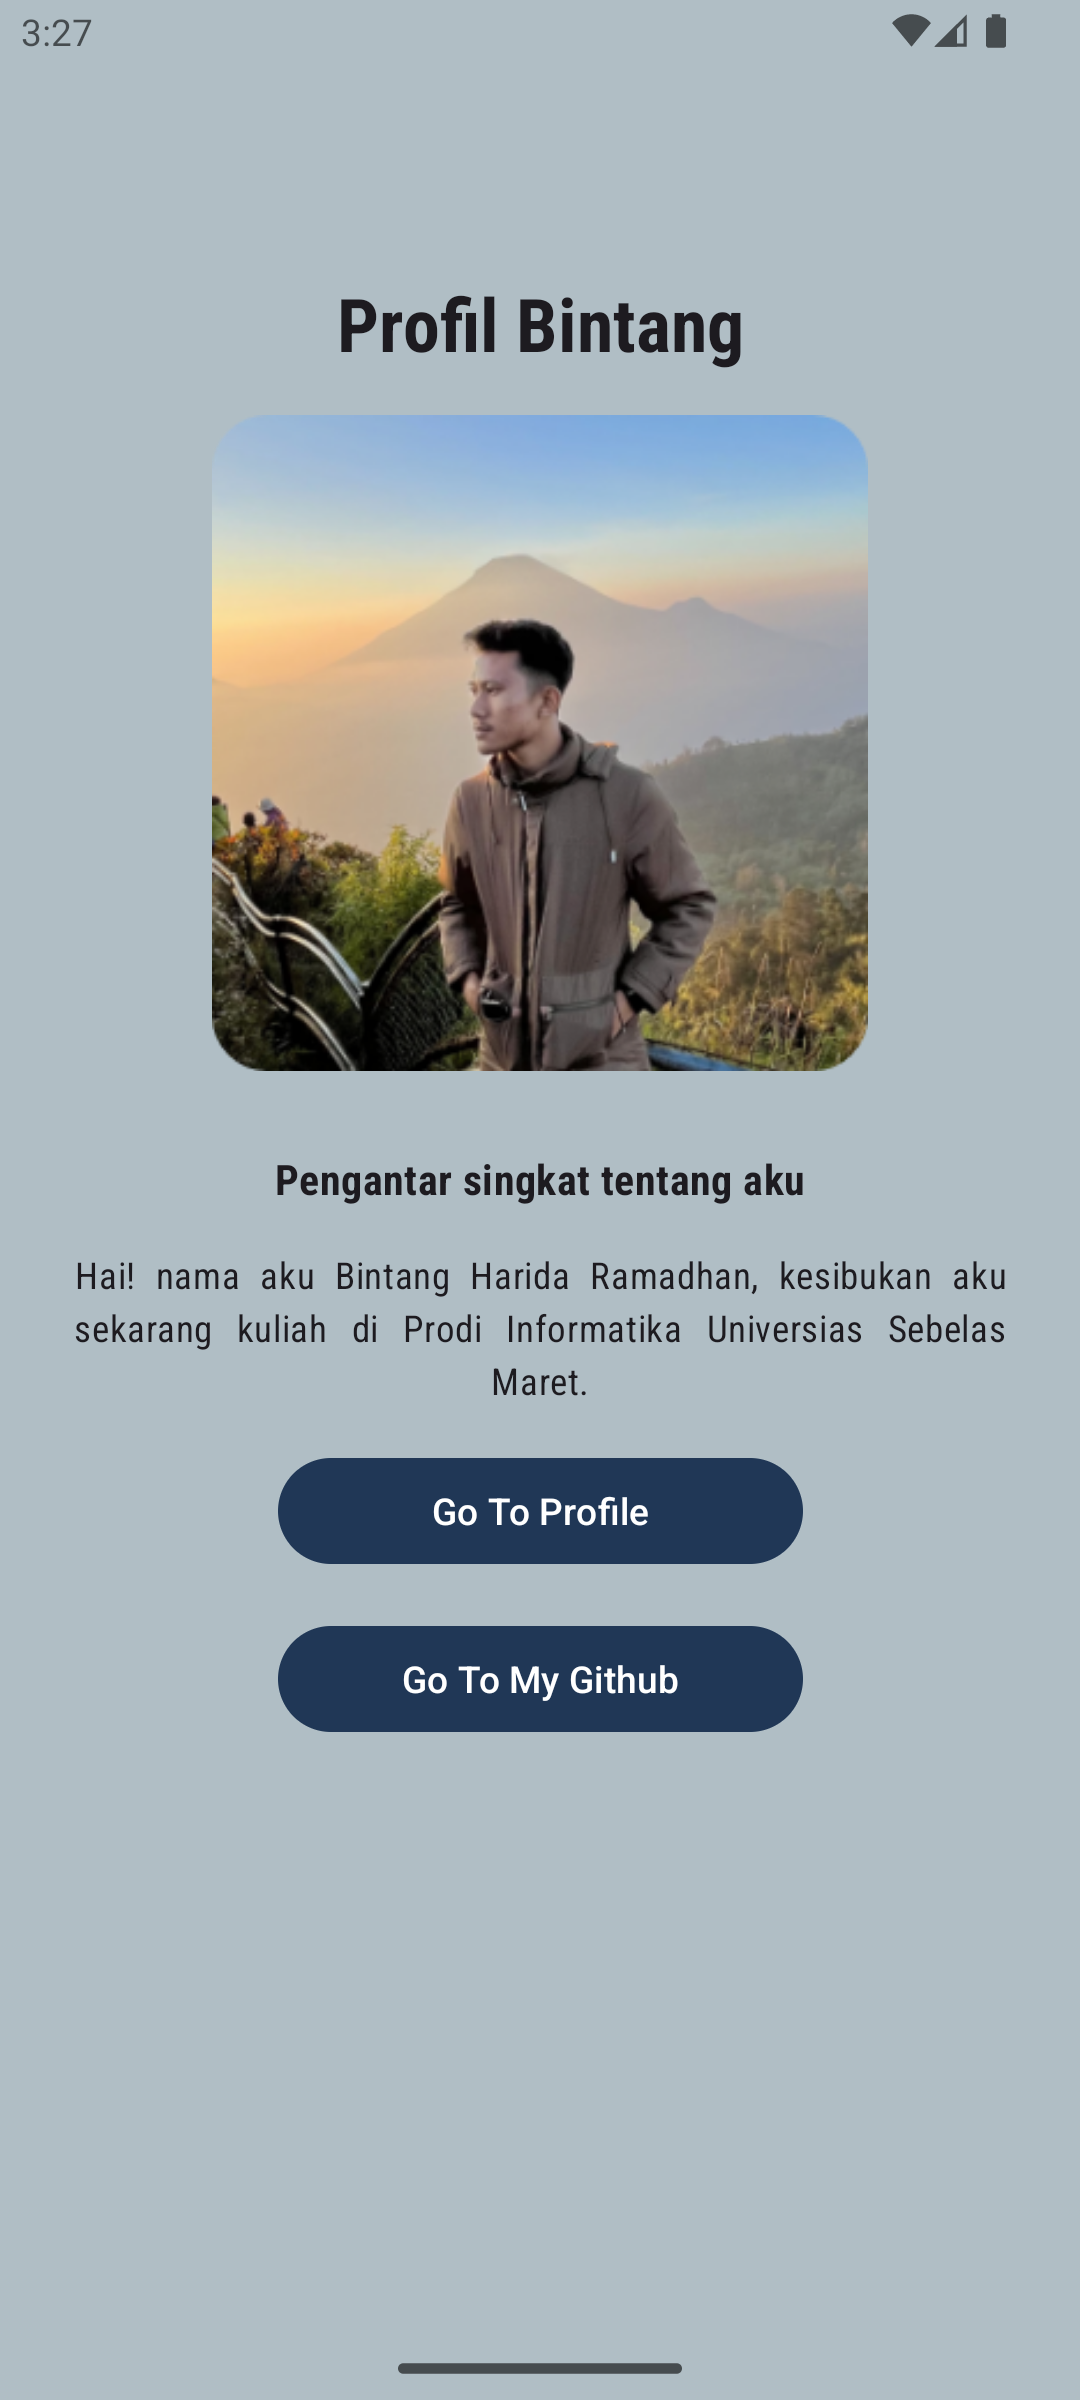 3:27
Profil Bintang
Pengantar singkat tentang aku
Hai! nama aku Bintang Harida Ramadhan, kesibukan aku
sekarang kuliah di Prodi Informatika Universias Sebelas
Maret.
Go To Profile
Go To My Github